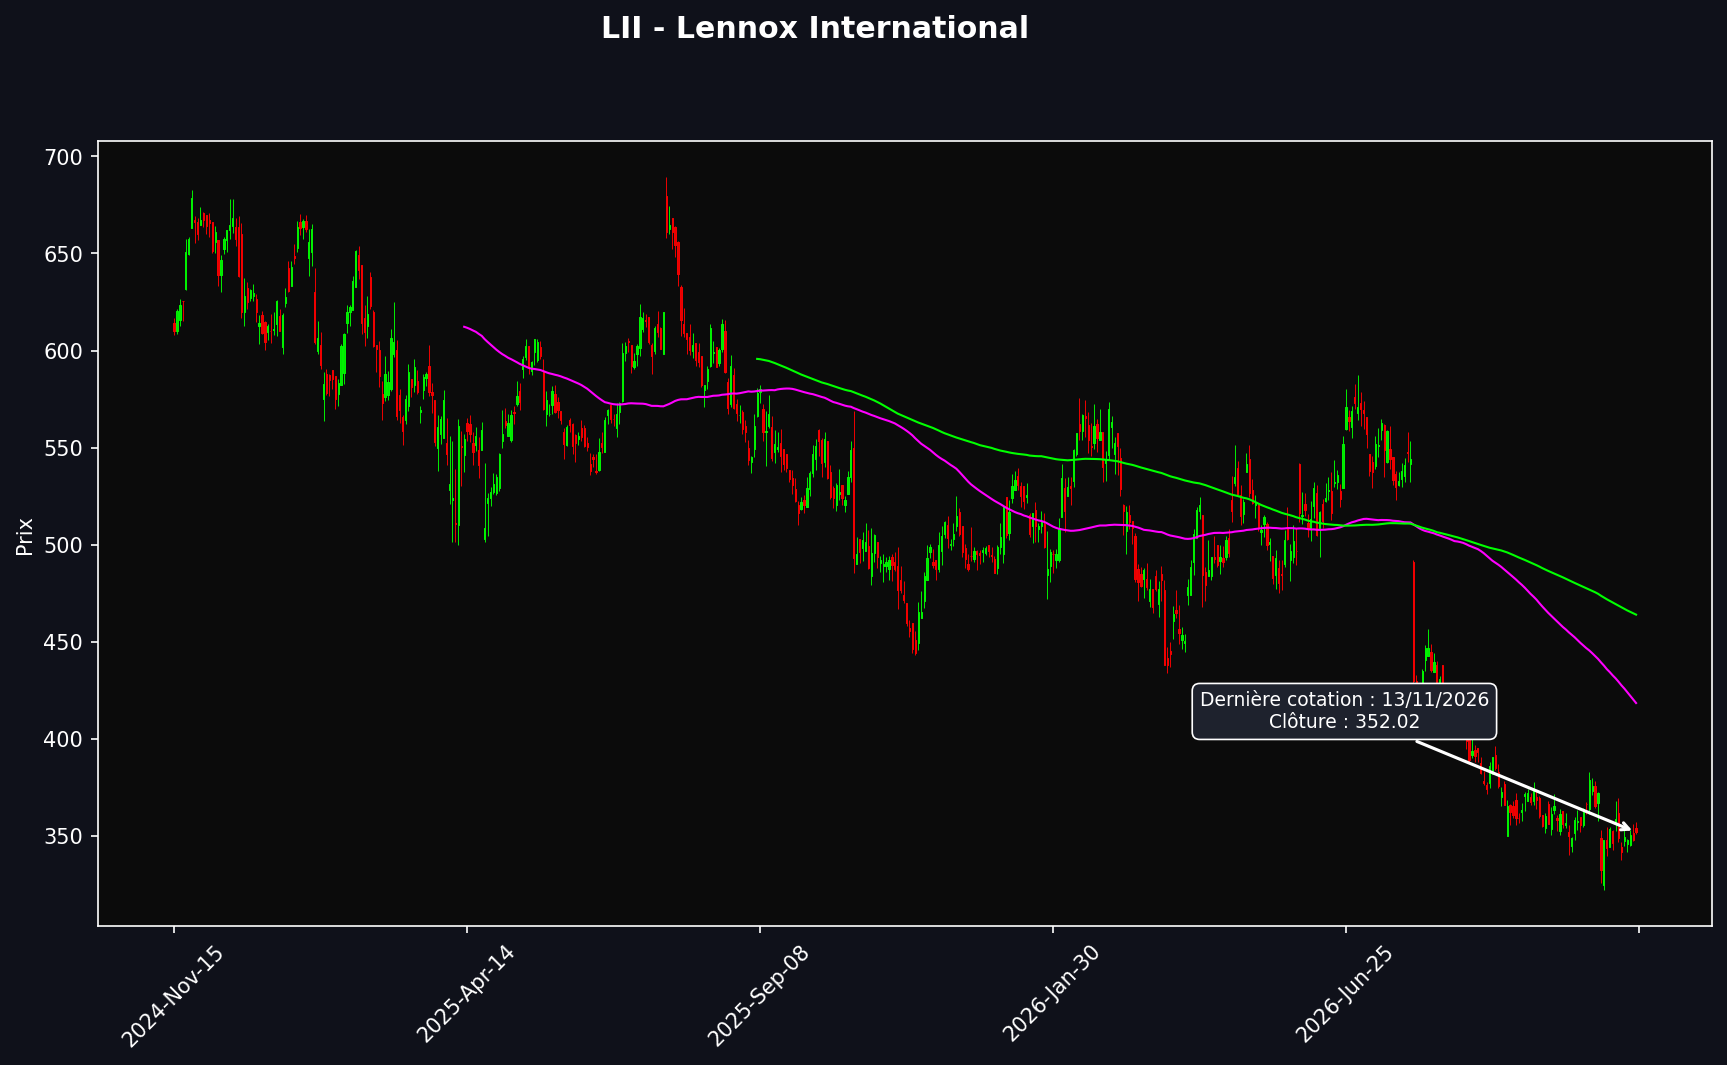 LII - Lennox International
Prix
700
650
600
550
500
450
400
350
Dernière cotation : 13/11/2026
Clôture : 352.02
2024-Nov-15
2025-Apr-14
2025-Sep-08
2026-Jan-30
2026-Jun-25